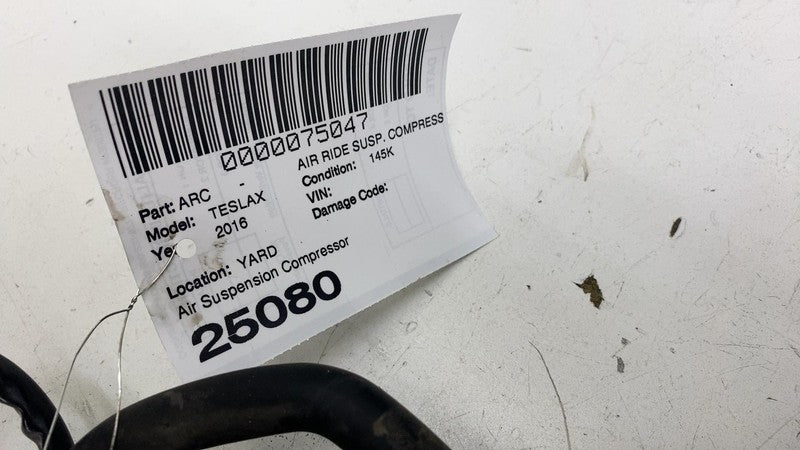 0000075047
Part: ARC - AIR RIDE SUSP. COMPRESS
Model: TESLAX Condition: 145K
Ye 2016 VIN:
Damage Code:
Location: YARD
Air Suspension Compressor
25080